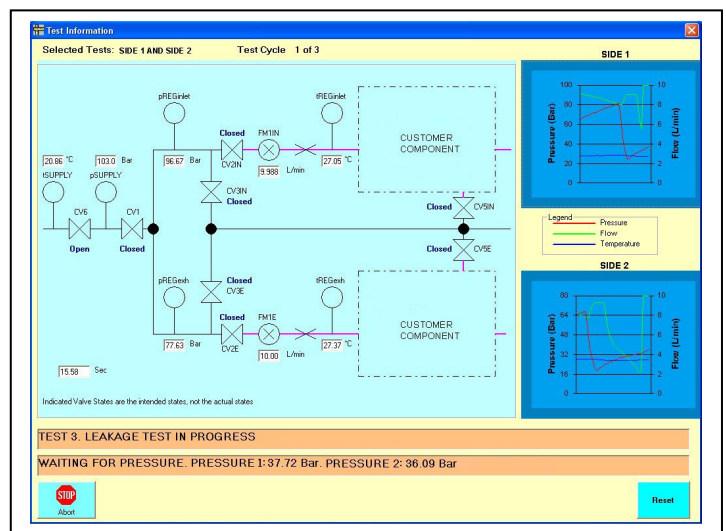 Test Information
Selected Tests: SIDE 1 AND SIDE 2 Test Cycle 1 of 3
pREGinlet
tREGinlet
20.86 °C 103.0 Bar 96.67 Bar
Closed
FM1IN
CV2IN
9.988 L/min
27.05 °C
CUSTOMER
COMPONENT
tSUPPLY pSUPPLY
CV3IN
Closed
CV6 CV1
Open Closed
Closed CV5IN
Closed CV5E
pREGexh
Closed
CV3E
tREGexh
Closed
FM1E
CV2E
77.63 Bar
10.00 L/min
27.37 °C
CUSTOMER
COMPONENT
15.58 Sec
Indicated Valve States are the intended states, not the actual states
SIDE 1
Pressure (Bar)
100
80
60
40
20
0
10
8
6
4
2
0
Flow (L/min)
Legend
Pressure
Flow
Temperature
SIDE 2
Pressure (Bar)
80
64
48
32
16
0
10
8
6
4
2
0
Flow (L/min)
TEST 3. LEAKAGE TEST IN PROGRESS
WAITING FOR PRESSURE. PRESSURE 1: 37.72 Bar. PRESSURE 2: 36.09 Bar
STOP
Abort
Reset